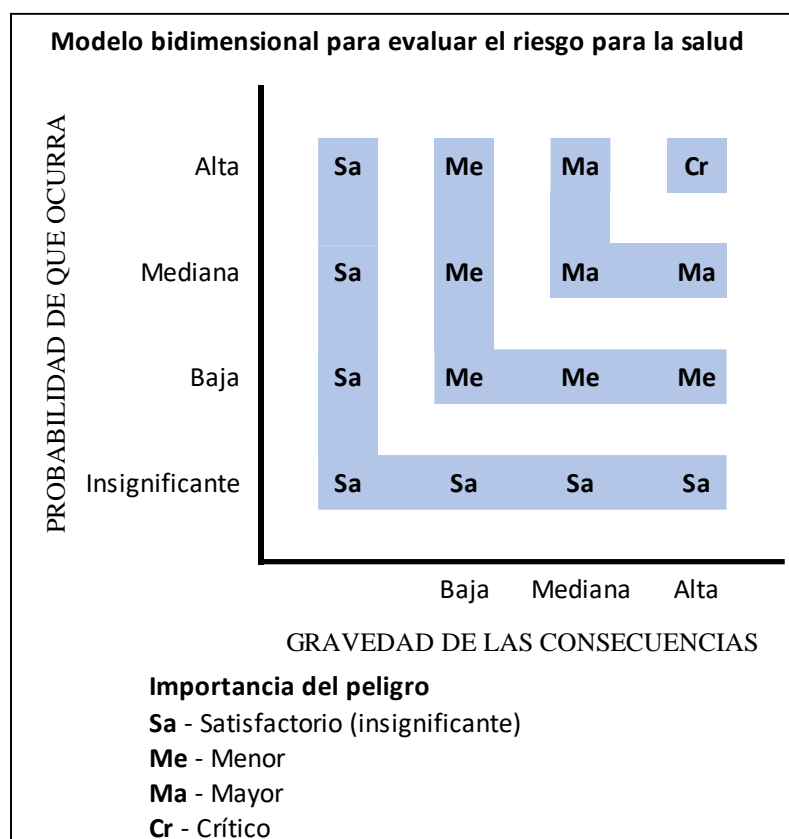 Modelo bidimensional para evaluar el riesgo para la salud
PROBABILIDAD DE QUE OCURRA
Alta Sa Me Ma Cr
Mediana Sa Me Ma Ma
Baja Sa Me Me Me
Insignificante Sa Sa Sa Sa
Baja Mediana Alta
GRAVEDAD DE LAS CONSECUENCIAS
Importancia del peligro
Sa - Satisfactorio (insignificante)
Me - Menor
Ma - Mayor
Cr - Crítico